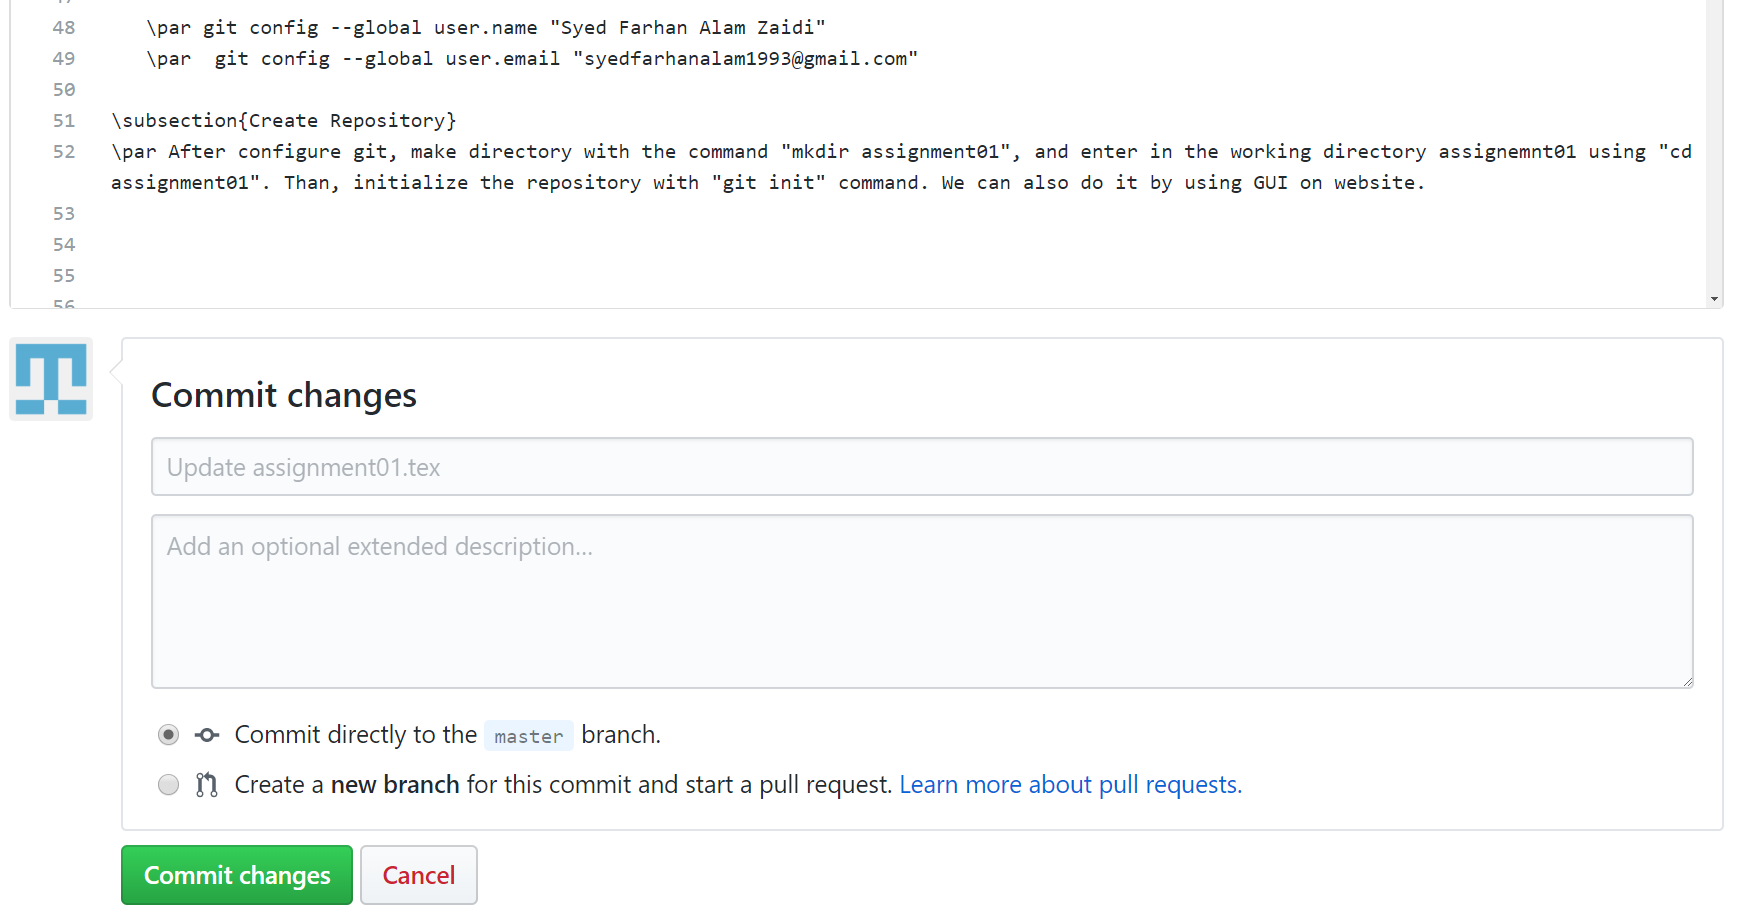 48 \par git config --global user.name "Syed Farhan Alam Zaidi"
49 \par  git config --global user.email "syedfarhanalam1993@gmail.com"
50
51 \subsection{Create Repository}
52 \par After configure git, make directory with the command "mkdir assignment01", and enter in the working directory assignemnt01 using "cd
assignment01". Than, initialize the repository with "git init" command. We can also do it by using GUI on website.
53
54
55
56
Commit changes
Update assignment01.tex
Add an optional extended description...
Commit directly to the master branch.
Create a new branch for this commit and start a pull request. Learn more about pull requests.
Commit changes Cancel